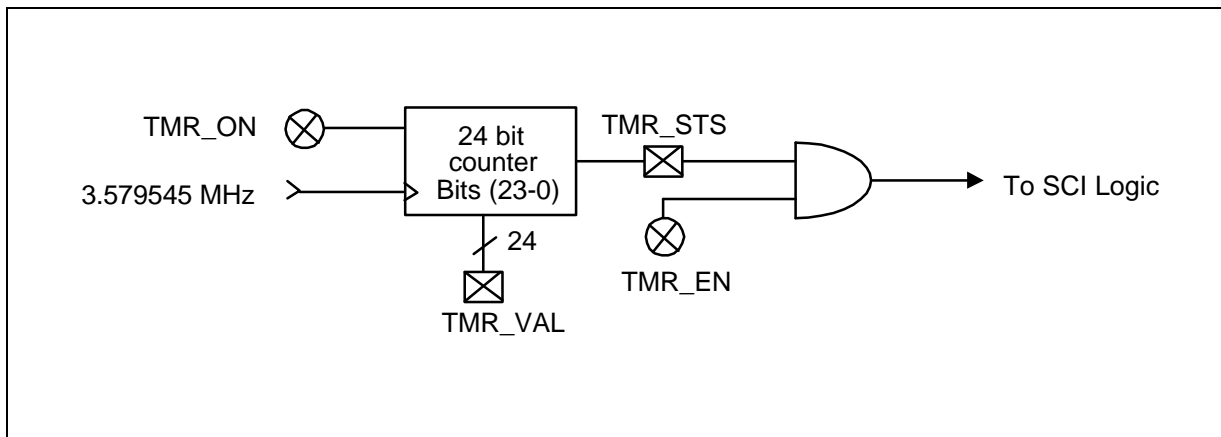 TMR_ON
3.579545 MHz
24 bit
counter
Bits (23-0)
24
TMR_VAL
TMR_STS
TMR_EN
To SCI Logic